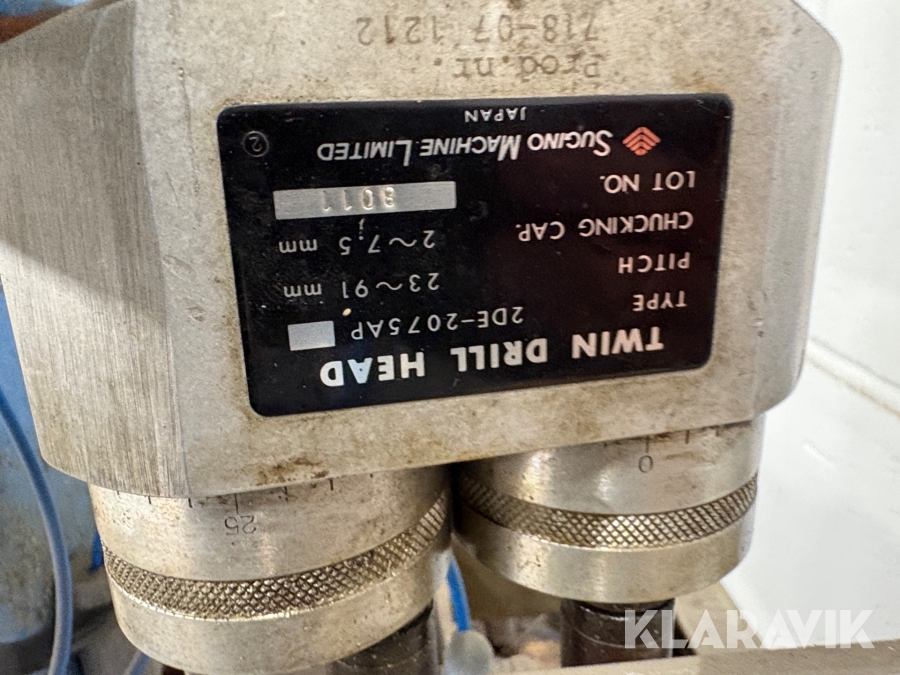 TWIN DRILL HEAD
TYPE 2DE-2075AP
PITCH 23~91 mm
CHUCKING CAP. 2~7.5 mm
LOT NO. 8011
SUGINO MACHINE LIMITED
JAPAN
2
Prod.nr.
718-07 1212
0
25
KLARAVIK